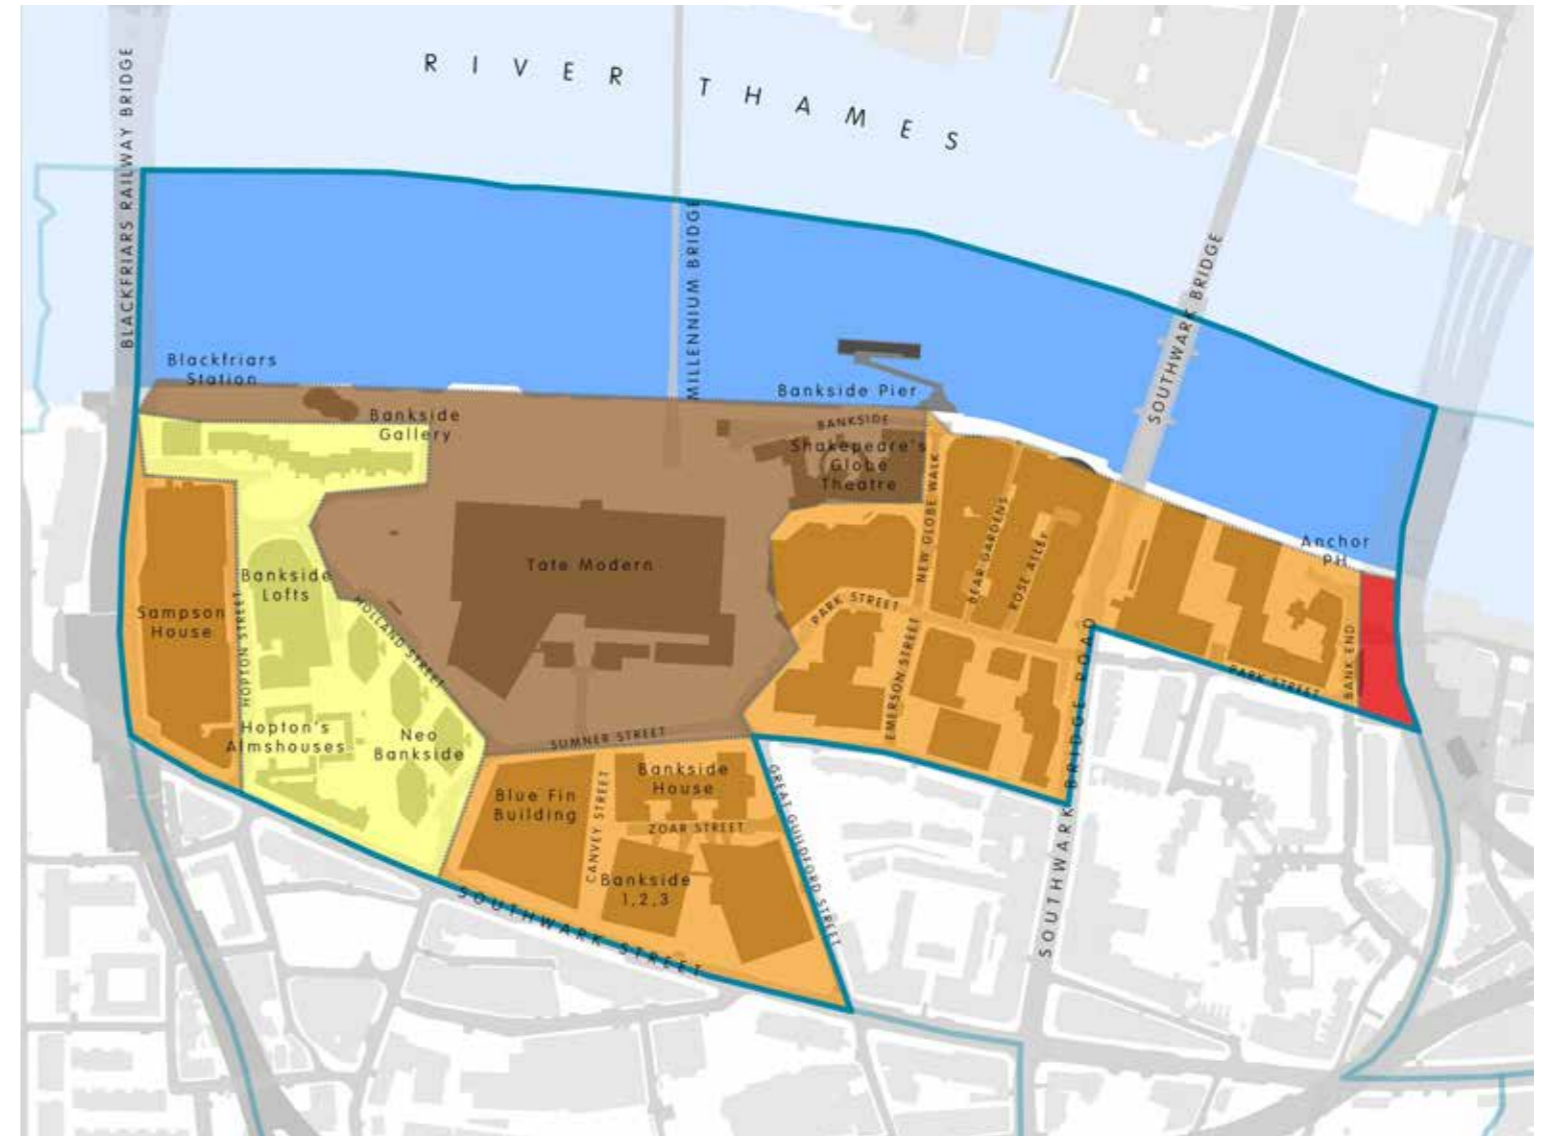 RIVER THAMES
BLACKFRIARS RAILWAY BRIDGE
MILLENNIUM BRIDGE
SOUTHWARK BRIDGE
Blackfriars
Station
Bankside Pier
Bankside
Gallery
BANKSIDE
Shakepeare's
Globe
Theatre
NEW GLOBE WALK
BEAR GARDENS
ROSE ALLEY
Anchor
PH
Tate Modern
Bankside
Lofts
HOLLAND STREET
Sampson
House
HOPTON STREET
PARK STREET
EMERSON STREET
PARK STREET
BANK END
Hopton's
Almshouses
Neo
Bankside
SUMNER STREET
Bankside
House
Blue Fin
Building
CANVEY STREET
ZOAR STREET
GREAT GUILDFORD STREET
Bankside
1,2,3
SOUTHWARK BRIDGE ROAD
SOUTHWARK STREET